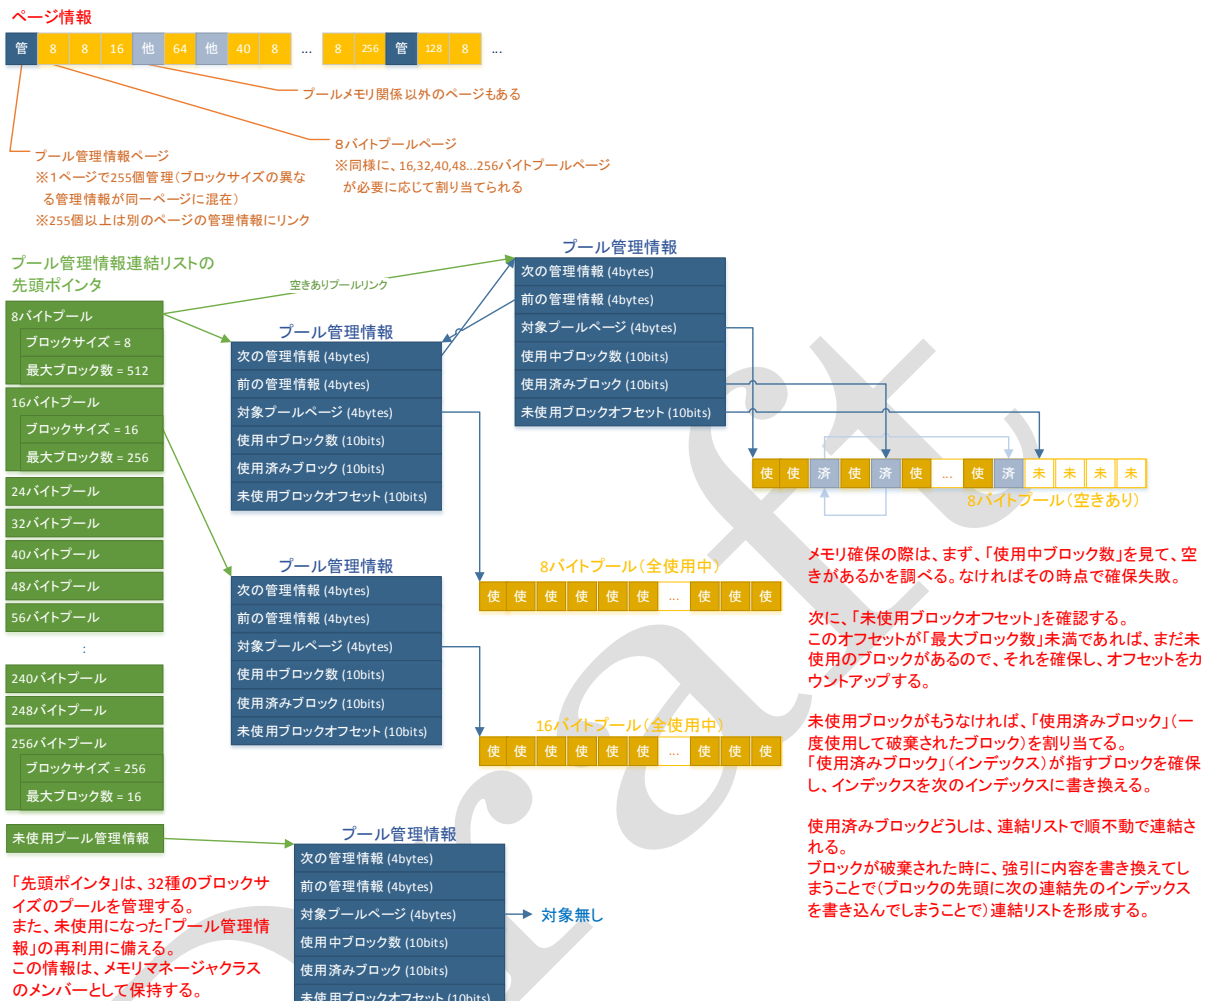 ページ情報
管 8 8 16 他 64 他 40 8 ... 8 256 管 128 8 ...
プールメモリ関係以外のページもある
8バイトプールページ
※同様に、16,32,40,48...256バイトプールページ
が必要に応じて割り当てられる
プール管理情報ページ
※1ページで255個管理(ブロックサイズの異な
る管理情報が同一ページに混在)
※255個以上は別のページの管理情報にリンク
プール管理情報連結リストの
先頭ポインタ
8バイトプール
ブロックサイズ = 8
最大ブロック数 = 512
16バイトプール
ブロックサイズ = 16
最大ブロック数 = 256
24バイトプール
32バイトプール
40バイトプール
48バイトプール
56バイトプール
:
240バイトプール
248バイトプール
256バイトプール
ブロックサイズ = 256
最大ブロック数 = 16
未使用プール管理情報
空きありプールリンク
プール管理情報
次の管理情報 (4bytes)
前の管理情報 (4bytes)
対象プールページ (4bytes)
使用中ブロック数 (10bits)
使用済みブロック (10bits)
未使用ブロックオフセット (10bits)
プール管理情報
次の管理情報 (4bytes)
前の管理情報 (4bytes)
対象プールページ (4bytes)
使用中ブロック数 (10bits)
使用済みブロック (10bits)
未使用ブロックオフセット (10bits)
使 使 済 使 済 使 ... 使 済 未 未 未 未
8バイトプール(空きあり)
8バイトプール(全使用中)
使 使 使 使 使 使 ... 使 使 使
プール管理情報
次の管理情報 (4bytes)
前の管理情報 (4bytes)
対象プールページ (4bytes)
使用中ブロック数 (10bits)
使用済みブロック (10bits)
未使用ブロックオフセット (10bits)
16バイトプール(全使用中)
使 使 使 使 使 使 ... 使 使 使
プール管理情報
次の管理情報 (4bytes)
前の管理情報 (4bytes)
対象プールページ (4bytes)
使用中ブロック数 (10bits)
使用済みブロック (10bits)
未使用ブロックオフセット (10bits)
対象無し
「先頭ポインタ」は、32種のブロックサ
イズのプールを管理する。
また、未使用になった「プール管理情
報」の再利用に備える。
この情報は、メモリマネージャクラス
のメンバーとして保持する。
メモリ確保の際は、まず、「使用中ブロック数」を見て、空
きがあるかを調べる。なければその時点で確保失敗。
次に、「未使用ブロックオフセット」を確認する。
このオフセットが「最大ブロック数」未満であれば、まだ未
使用のブロックがあるので、それを確保し、オフセットをカ
ウントアップする。
未使用ブロックがもうなければ、「使用済みブロック」(一
度使用して破棄されたブロック)を割り当てる。
「使用済みブロック」(インデックス)が指すブロックを確保
し、インデックスを次のインデックスに書き換える。
使用済みブロックどうしは、連結リストで順不動で連結さ
れる。
ブロックが破棄された時に、強引に内容を書き換えてし
まうことで(ブロックの先頭に次の連結先のインデックス
を書き込んでしまうことで)連結リストを形成する。